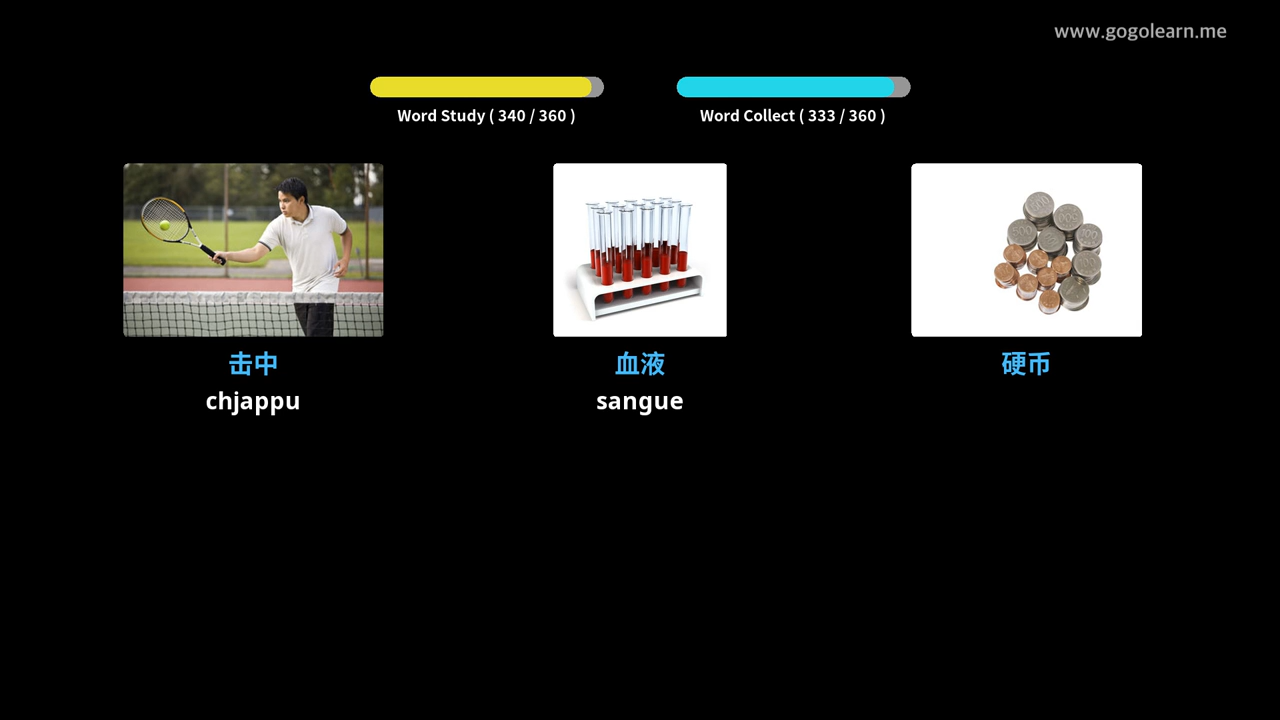 www.gogolearn.me
Word Study ( 340 / 360 )
Word Collect ( 333 / 360 )
击中
chjappu
血液
sangue
硬币